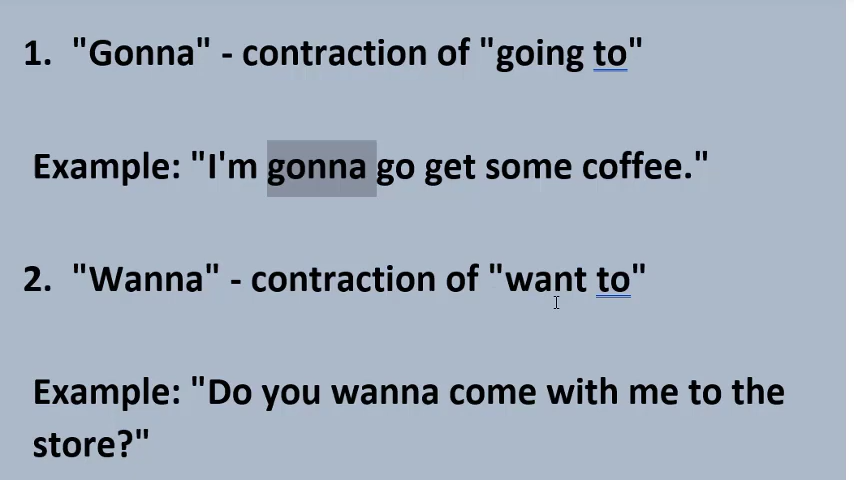 1. "Gonna" - contraction of "going to"
Example: "I'm gonna go get some coffee."
2. "Wanna" - contraction of "want to"
Example: "Do you wanna come with me to the
store?"